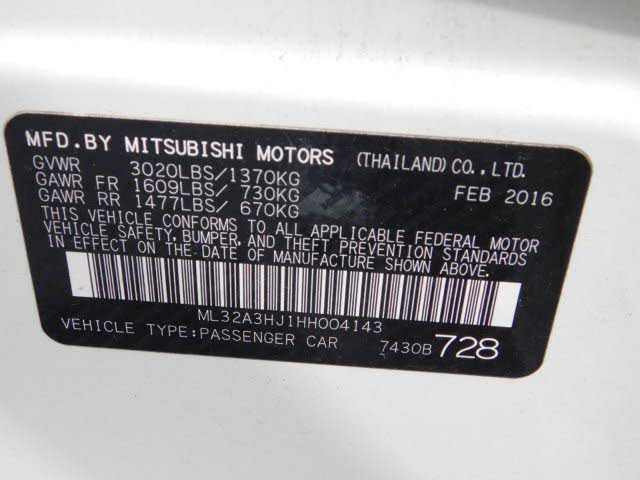 MFD.BY MITSUBISHI MOTORS (THAILAND)CO.,LTD.
GVWR 3020LBS/1370KG FEB 2016
GAWR FR 1609LBS/ 730KG
GAWR RR 1477LBS/ 670KG
THIS VEHICLE CONFORMS TO ALL APPLICABLE FEDERAL MOTOR
VEHICLE SAFETY, BUMPER, AND THEFT PREVENTION STANDARDS
IN EFFECT ON THE DATE OF MANUFACTURE SHOWN ABOVE.
ML32A3HJ1HH004143
VEHICLE TYPE:PASSENGER CAR 7430B 728